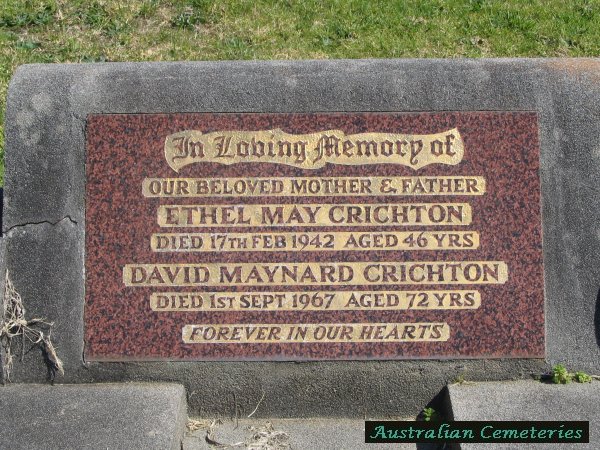 In Loving Memory of
OUR BELOVED MOTHER & FATHER
ETHEL MAY CRICHTON
DIED 17TH FEB 1942 AGED 46 YRS
DAVID MAYNARD CRICHTON
DIED 1ST SEPT 1967 AGED 72 YRS
FOREVER IN OUR HEARTS
Australian Cemeteries